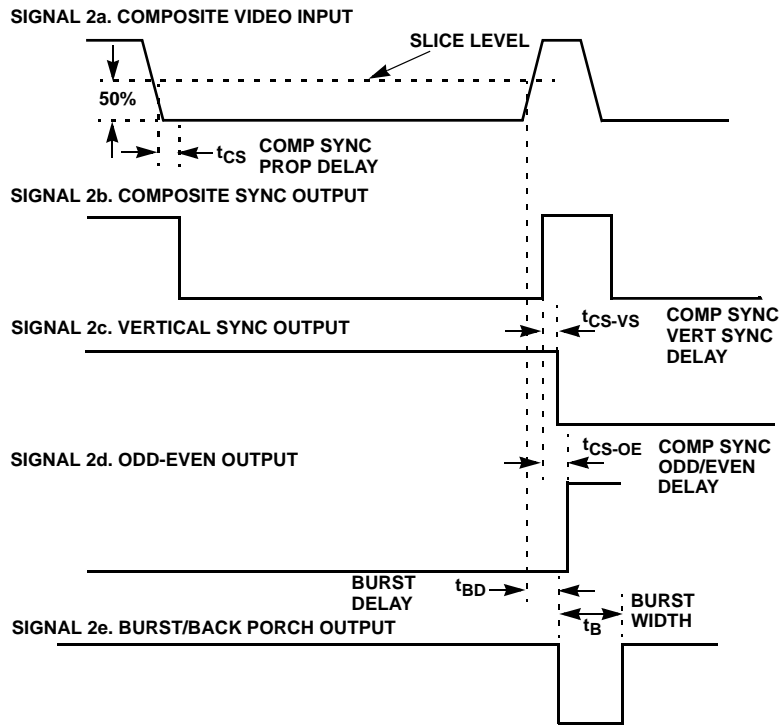 SIGNAL 2a. COMPOSITE VIDEO INPUT
SLICE LEVEL
50%
tCS COMP SYNC
PROP DELAY
SIGNAL 2b. COMPOSITE SYNC OUTPUT
SIGNAL 2c. VERTICAL SYNC OUTPUT
tCS-VS COMP SYNC
VERT SYNC
DELAY
SIGNAL 2d. ODD-EVEN OUTPUT
tCS-OE COMP SYNC
ODD/EVEN
DELAY
BURST
DELAY
tBD
BURST
WIDTH
tB
SIGNAL 2e. BURST/BACK PORCH OUTPUT